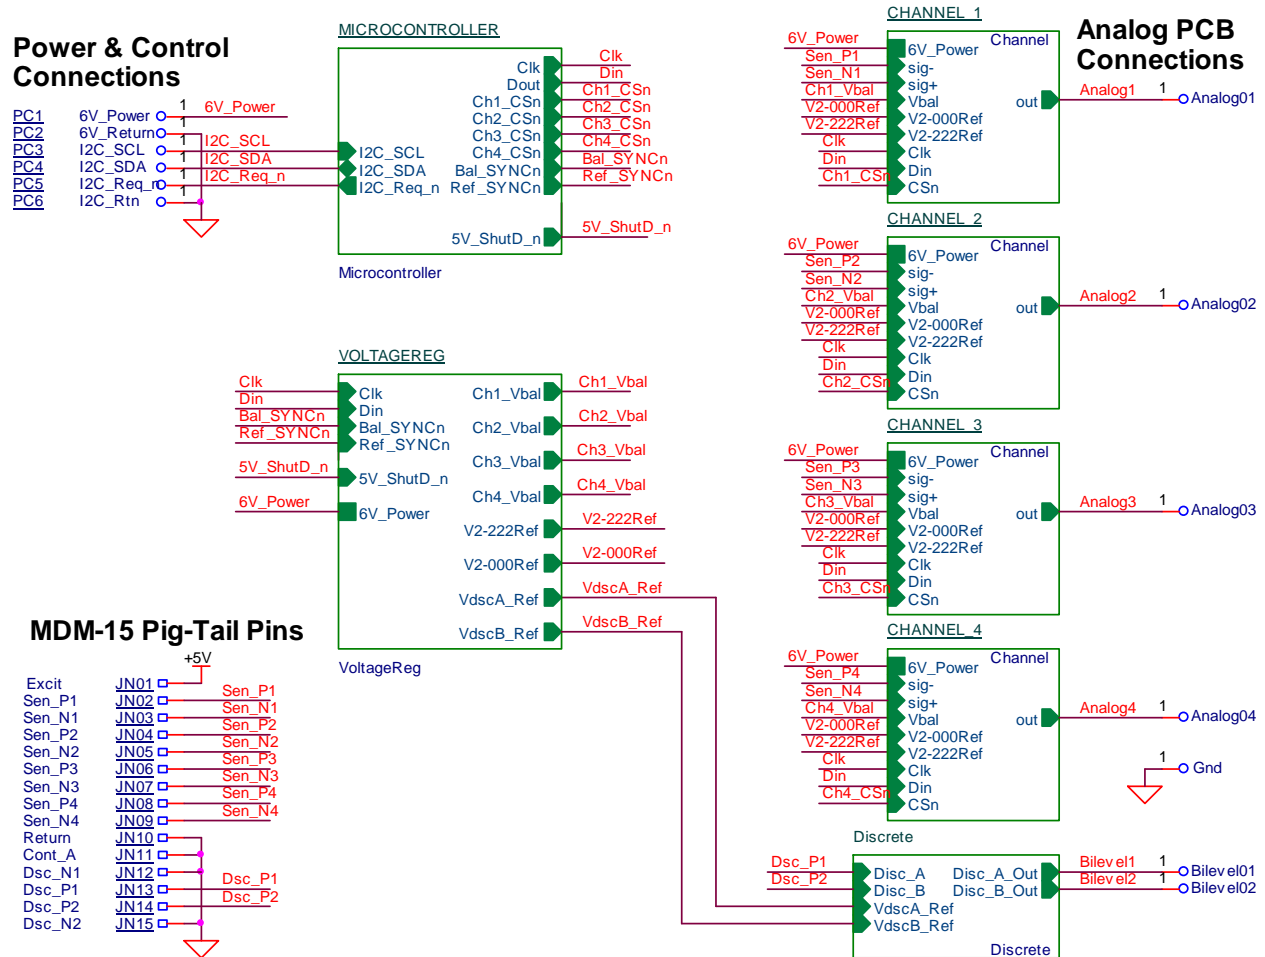 Power & Control
Connections
PC1 6V_Power 1 6V_Power
PC2 6V_Return 1
PC3 I2C_SCL 1 I2C_SCL
PC4 I2C_SDA 1 I2C_SDA
PC5 I2C_Req_n 1 I2C_Req_n
PC6 I2C_Rtn 1
MICROCONTROLLER
I2C_SCL
I2C_SDA
I2C_Req_n
Clk Clk
Dout Din
Ch1_CSn Ch1_CSn
Ch2_CSn Ch2_CSn
Ch3_CSn Ch3_CSn
Ch4_CSn Ch4_CSn
Bal_SYNCn Bal_SYNCn
Ref_SYNCn Ref_SYNCn
5V_ShutD_n 5V_ShutD_n
Microcontroller
VOLTAGEREG
Clk Clk
Din Din
Bal_SYNCn Bal_SYNCn
Ref_SYNCn Ref_SYNCn
5V_ShutD_n 5V_ShutD_n
6V_Power 6V_Power
Ch1_Vbal Ch1_Vbal
Ch2_Vbal Ch2_Vbal
Ch3_Vbal Ch3_Vbal
Ch4_Vbal Ch4_Vbal
V2-222Ref V2-222Ref
V2-000Ref V2-000Ref
VdscA_Ref VdscA_Ref
VdscB_Ref VdscB_Ref
VoltageReg
MDM-15 Pig-Tail Pins
+5V
Excit JN01
Sen_P1 JN02 Sen_P1
Sen_N1 JN03 Sen_N1
Sen_P2 JN04 Sen_P2
Sen_N2 JN05 Sen_N2
Sen_P3 JN06 Sen_P3
Sen_N3 JN07 Sen_N3
Sen_P4 JN08 Sen_P4
Sen_N4 JN09 Sen_N4
Return JN10
Cont_A JN11
Dsc_N1 JN12
Dsc_P1 JN13 Dsc_P1
Dsc_P2 JN14 Dsc_P2
Dsc_N2 JN15
Analog PCB
Connections
CHANNEL_1
Channel
6V_Power 6V_Power
Sen_P1 sig-
Sen_N1 sig+
Ch1_Vbal Vbal
V2-000Ref V2-000Ref
V2-222Ref V2-222Ref
Clk Clk
Din Din
Ch1_CSn CSn
out Analog1 1 Analog01
CHANNEL_2
Channel
6V_Power 6V_Power
Sen_P2 sig-
Sen_N2 sig+
Ch2_Vbal Vbal
V2-000Ref V2-000Ref
V2-222Ref V2-222Ref
Clk Clk
Din Din
Ch2_CSn CSn
out Analog2 1 Analog02
CHANNEL_3
Channel
6V_Power 6V_Power
Sen_P3 sig-
Sen_N3 sig+
Ch3_Vbal Vbal
V2-000Ref V2-000Ref
V2-222Ref V2-222Ref
Clk Clk
Din Din
Ch3_CSn CSn
out Analog3 1 Analog03
CHANNEL_4
Channel
6V_Power 6V_Power
Sen_P4 sig-
Sen_N4 sig+
Ch4_Vbal Vbal
V2-000Ref V2-000Ref
V2-222Ref V2-222Ref
Clk Clk
Din Din
Ch4_CSn CSn
out Analog4 1 Analog04
1 Gnd
Discrete
Dsc_P1 Disc_A Disc_A_Out Bilevel1 1 Bilevel01
Dsc_P2 Disc_B Disc_B_Out Bilevel2 1 Bilevel02
VdscA_Ref
VdscB_Ref
Discrete